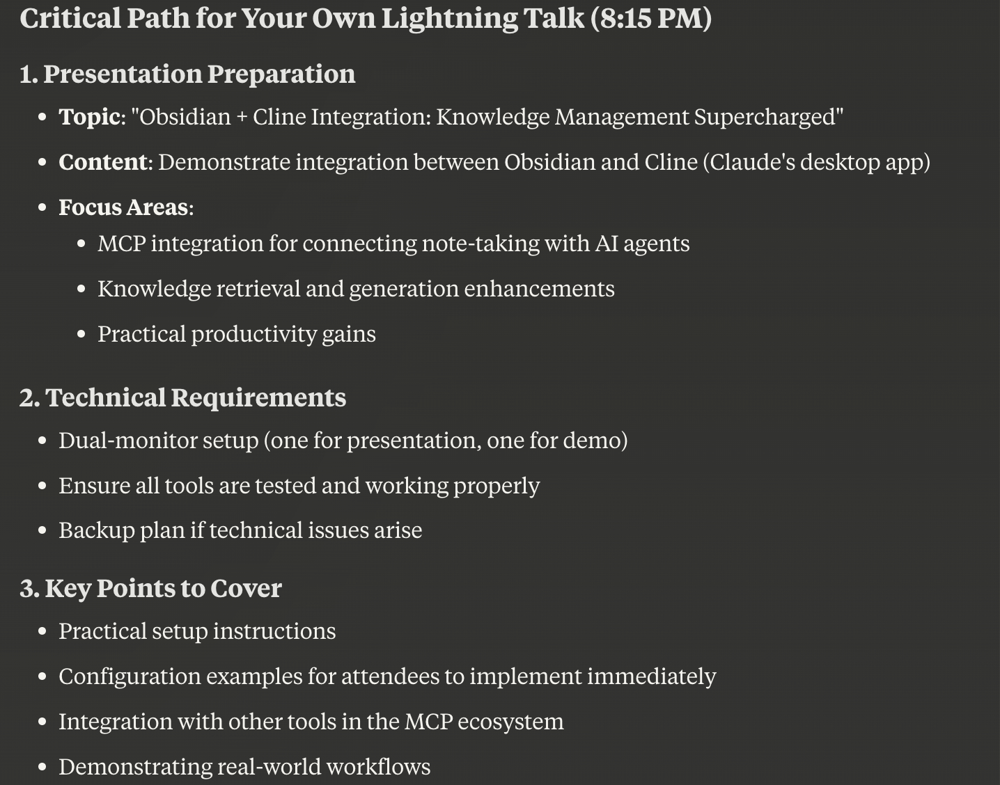 Critical Path for Your Own Lightning Talk (8:15 PM)
1. Presentation Preparation
• Topic: "Obsidian + Cline Integration: Knowledge Management Supercharged"
• Content: Demonstrate integration between Obsidian and Cline (Claude's desktop app)
• Focus Areas:
• MCP integration for connecting note-taking with AI agents
• Knowledge retrieval and generation enhancements
• Practical productivity gains
2. Technical Requirements
• Dual-monitor setup (one for presentation, one for demo)
• Ensure all tools are tested and working properly
• Backup plan if technical issues arise
3. Key Points to Cover
• Practical setup instructions
• Configuration examples for attendees to implement immediately
• Integration with other tools in the MCP ecosystem
• Demonstrating real-world workflows